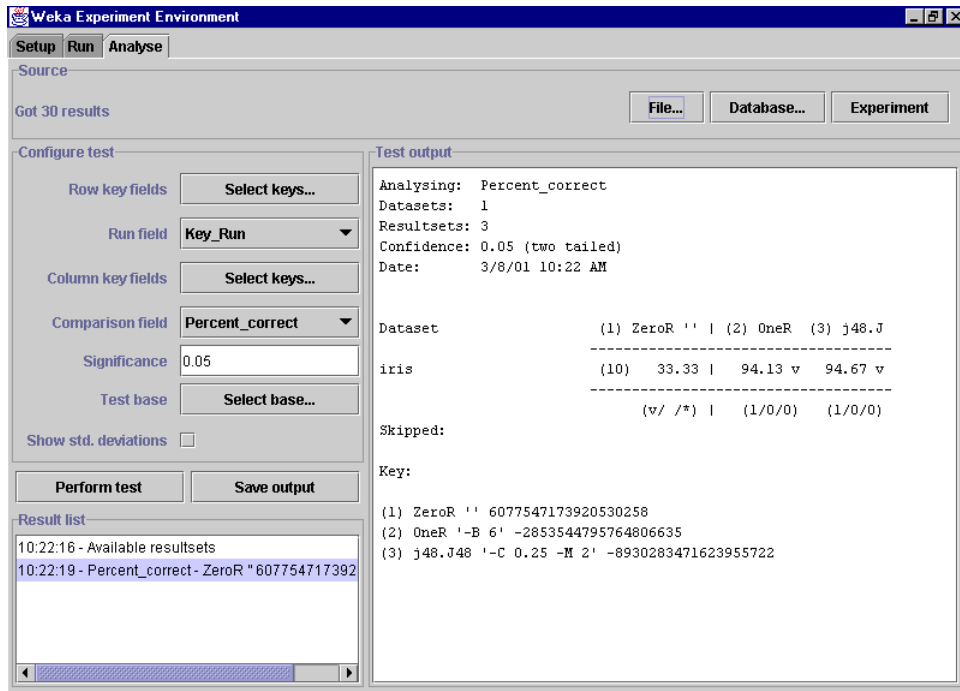 Weka Experiment Environment
Setup Run Analyse
Source
Got 30 results
File... Database... Experiment
Configure test
Row key fields Select keys...
Run field Key_Run
Column key fields Select keys...
Comparison field Percent_correct
Significance 0.05
Test base Select base...
Show std. deviations
Perform test Save output
Result list
10:22:16 - Available resultsets
10:22:19 - Percent_correct - ZeroR '' 607754717392
Test output
Analysing: Percent_correct
Datasets: 1
Resultsets: 3
Confidence: 0.05 (two tailed)
Date: 3/8/01 10:22 AM
Dataset (1) ZeroR '' | (2) OneR (3) j48.J
------------------------------------
iris (10) 33.33 | 94.13 v 94.67 v
------------------------------------
(v/ /*) | (1/0/0) (1/0/0)
Skipped:
Key:
(1) ZeroR '' 6077547173920530258
(2) OneR '-B 6' -2853544795764806635
(3) j48.J48 '-C 0.25 -M 2' -8930283471623955722